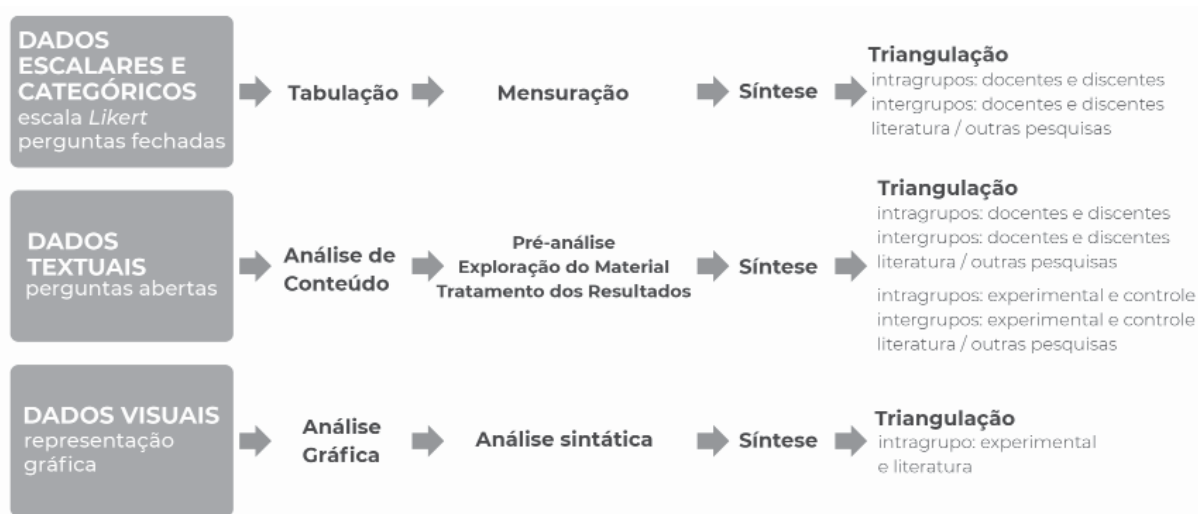 DADOS
ESCALARES E
CATEGÓRICOS
escala Likert
perguntas fechadas
Tabulação
Mensuração
Síntese
Triangulação
intragrupos: docentes e discentes
intergrupos: docentes e discentes
literatura / outras pesquisas
DADOS
TEXTUAIS
perguntas abertas
Análise de
Conteúdo
Pré-análise
Exploração do Material
Tratamento dos Resultados
Síntese
Triangulação
intragrupos: docentes e discentes
intergrupos: docentes e discentes
literatura / outras pesquisas
intragrupos: experimental e controle
intergrupos: experimental e controle
literatura / outras pesquisas
DADOS VISUAIS
representação
gráfica
Análise
Gráfica
Análise sintática
Síntese
Triangulação
intragrupo: experimental
e literatura